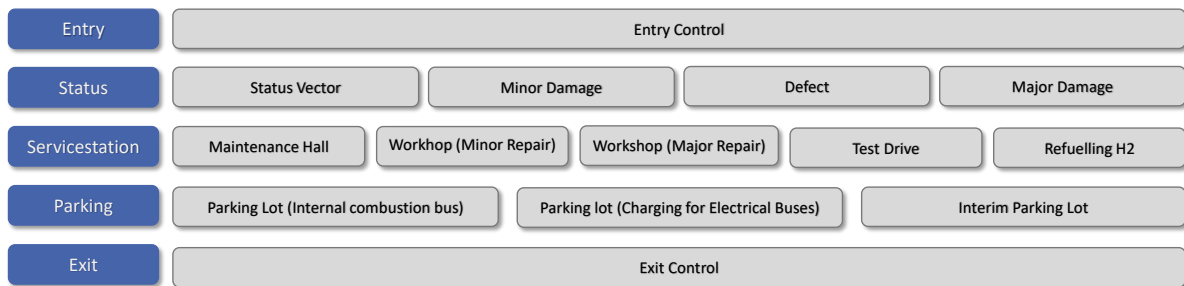 Entry
Entry Control
Status
Status Vector
Minor Damage
Defect
Major Damage
Servicestation
Maintenance Hall
Workhop (Minor Repair)
Workshop (Major Repair)
Test Drive
Refuelling H2
Parking
Parking Lot (Internal combustion bus)
Parking lot (Charging for Electrical Buses)
Interim Parking Lot
Exit
Exit Control